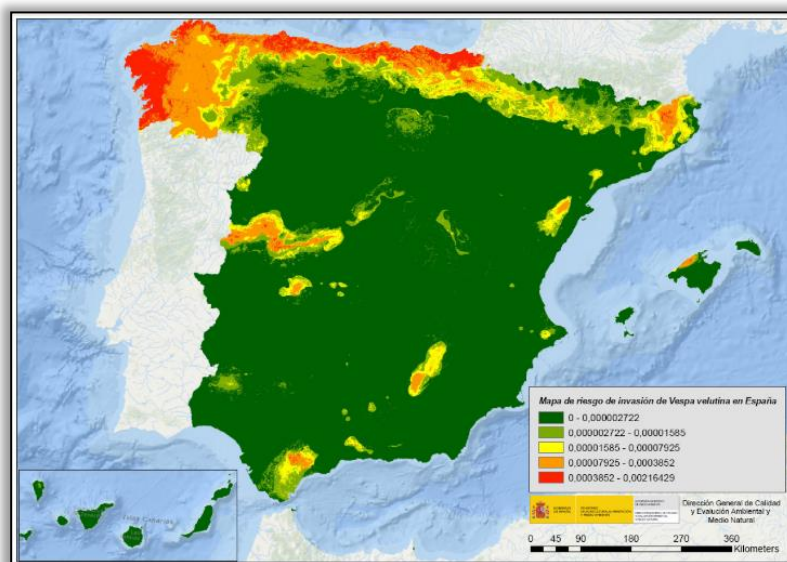 Mapa de riesgo de invasión de Vespa velutina en España
0 - 0,000002722
0,000002722 - 0,00001585
0,00001585 - 0,00007925
0,00007925 - 0,0003852
0,0003852 - 0,00216429
Dirección General de Calidad
y Evalución Ambiental y
Medio Natural
0 45 90 180 270 360
Kilometers